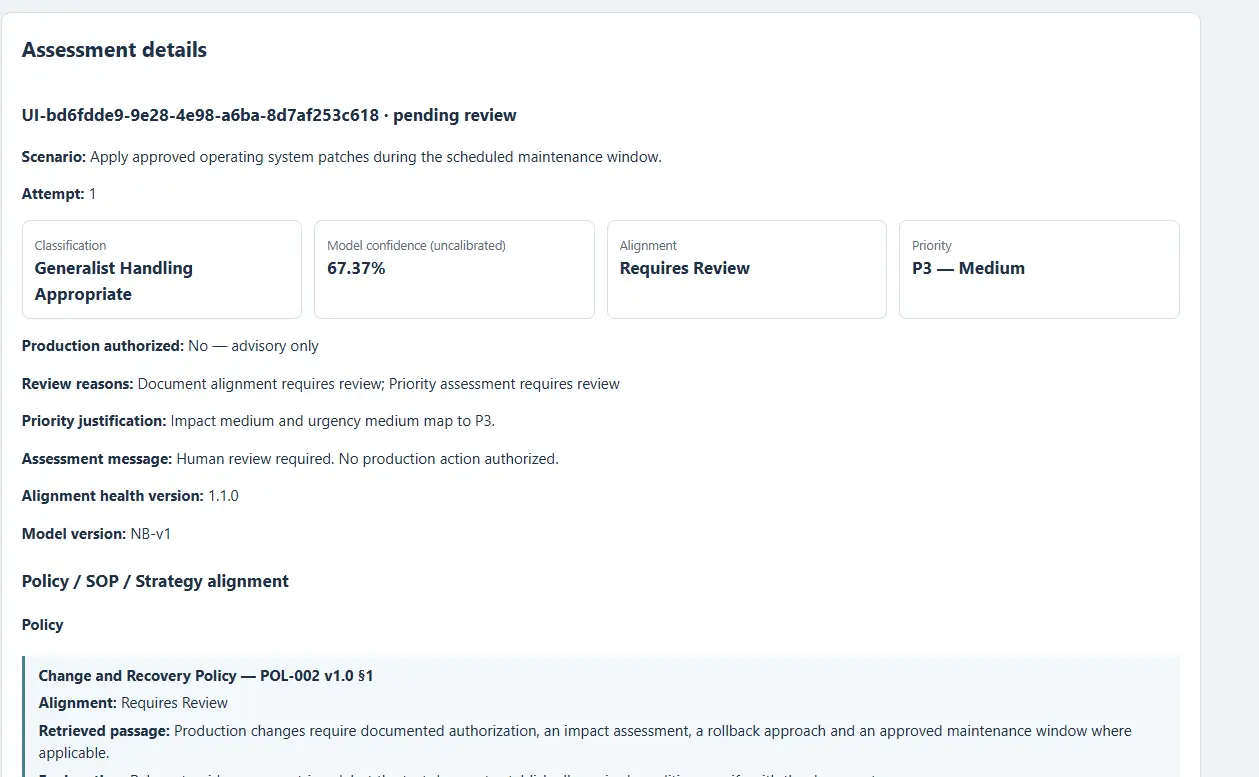 Assessment details
UI-bd6fdde9-9e28-4e98-a6ba-8d7af253c618 · pending review
Scenario: Apply approved operating system patches during the scheduled maintenance window.
Attempt: 1
Classification
Generalist Handling
Appropriate
Model confidence (uncalibrated)
67.37%
Alignment
Requires Review
Priority
P3 — Medium
Production authorized: No — advisory only
Review reasons: Document alignment requires review; Priority assessment requires review
Priority justification: Impact medium and urgency medium map to P3.
Assessment message: Human review required. No production action authorized.
Alignment health version: 1.1.0
Model version: NB-v1
Policy / SOP / Strategy alignment
Policy
Change and Recovery Policy — POL-002 v1.0 §1
Alignment: Requires Review
Retrieved passage: Production changes require documented authorization, an impact assessment, a rollback approach and an approved maintenance window where
applicable.